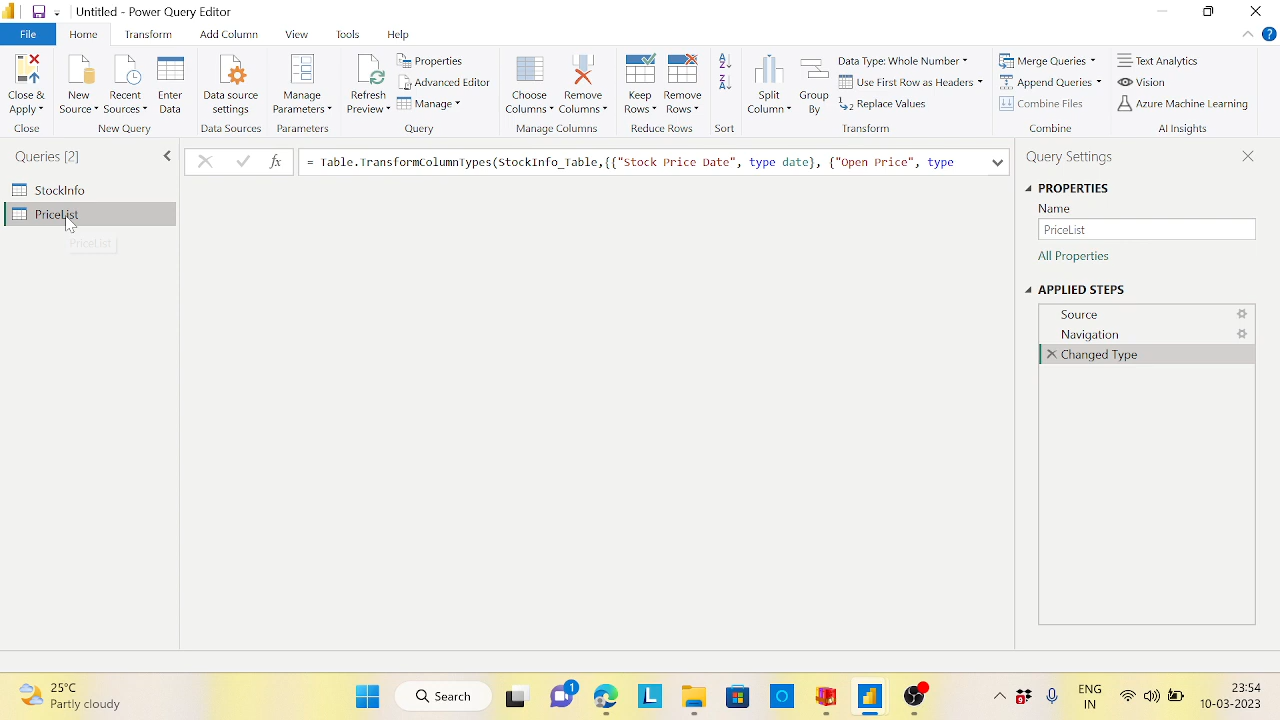 Untitled - Power Query Editor
File Home Transform Add Column View Tools Help
Close & Apply
New Source
Recent Sources
Enter Data
Data source settings
Manage Parameters
Refresh Preview
Properties
Advanced Editor
Manage
Choose Columns
Remove Columns
Keep Rows
Remove Rows
Split Column
Group By
Data Type: Whole Number
Use First Row as Headers
Replace Values
Merge Queries
Append Queries
Combine Files
Text Analytics
Vision
Azure Machine Learning
Close New Query Data Sources Parameters Query Manage Columns Reduce Rows Sort Transform Combine AI Insights
Queries [2]
StockInfo
PriceList
PriceList
fx
= Table.TransformColumnTypes(StockInfo_Table,{{"Stock Price Date", type date}, {"Open Price", type
Query Settings
PROPERTIES
Name
PriceList
All Properties
APPLIED STEPS
Source
Navigation
Changed Type
25°C
Partly cloudy
Search
1
L
9
ENG
IN
23:54
10-03-2023